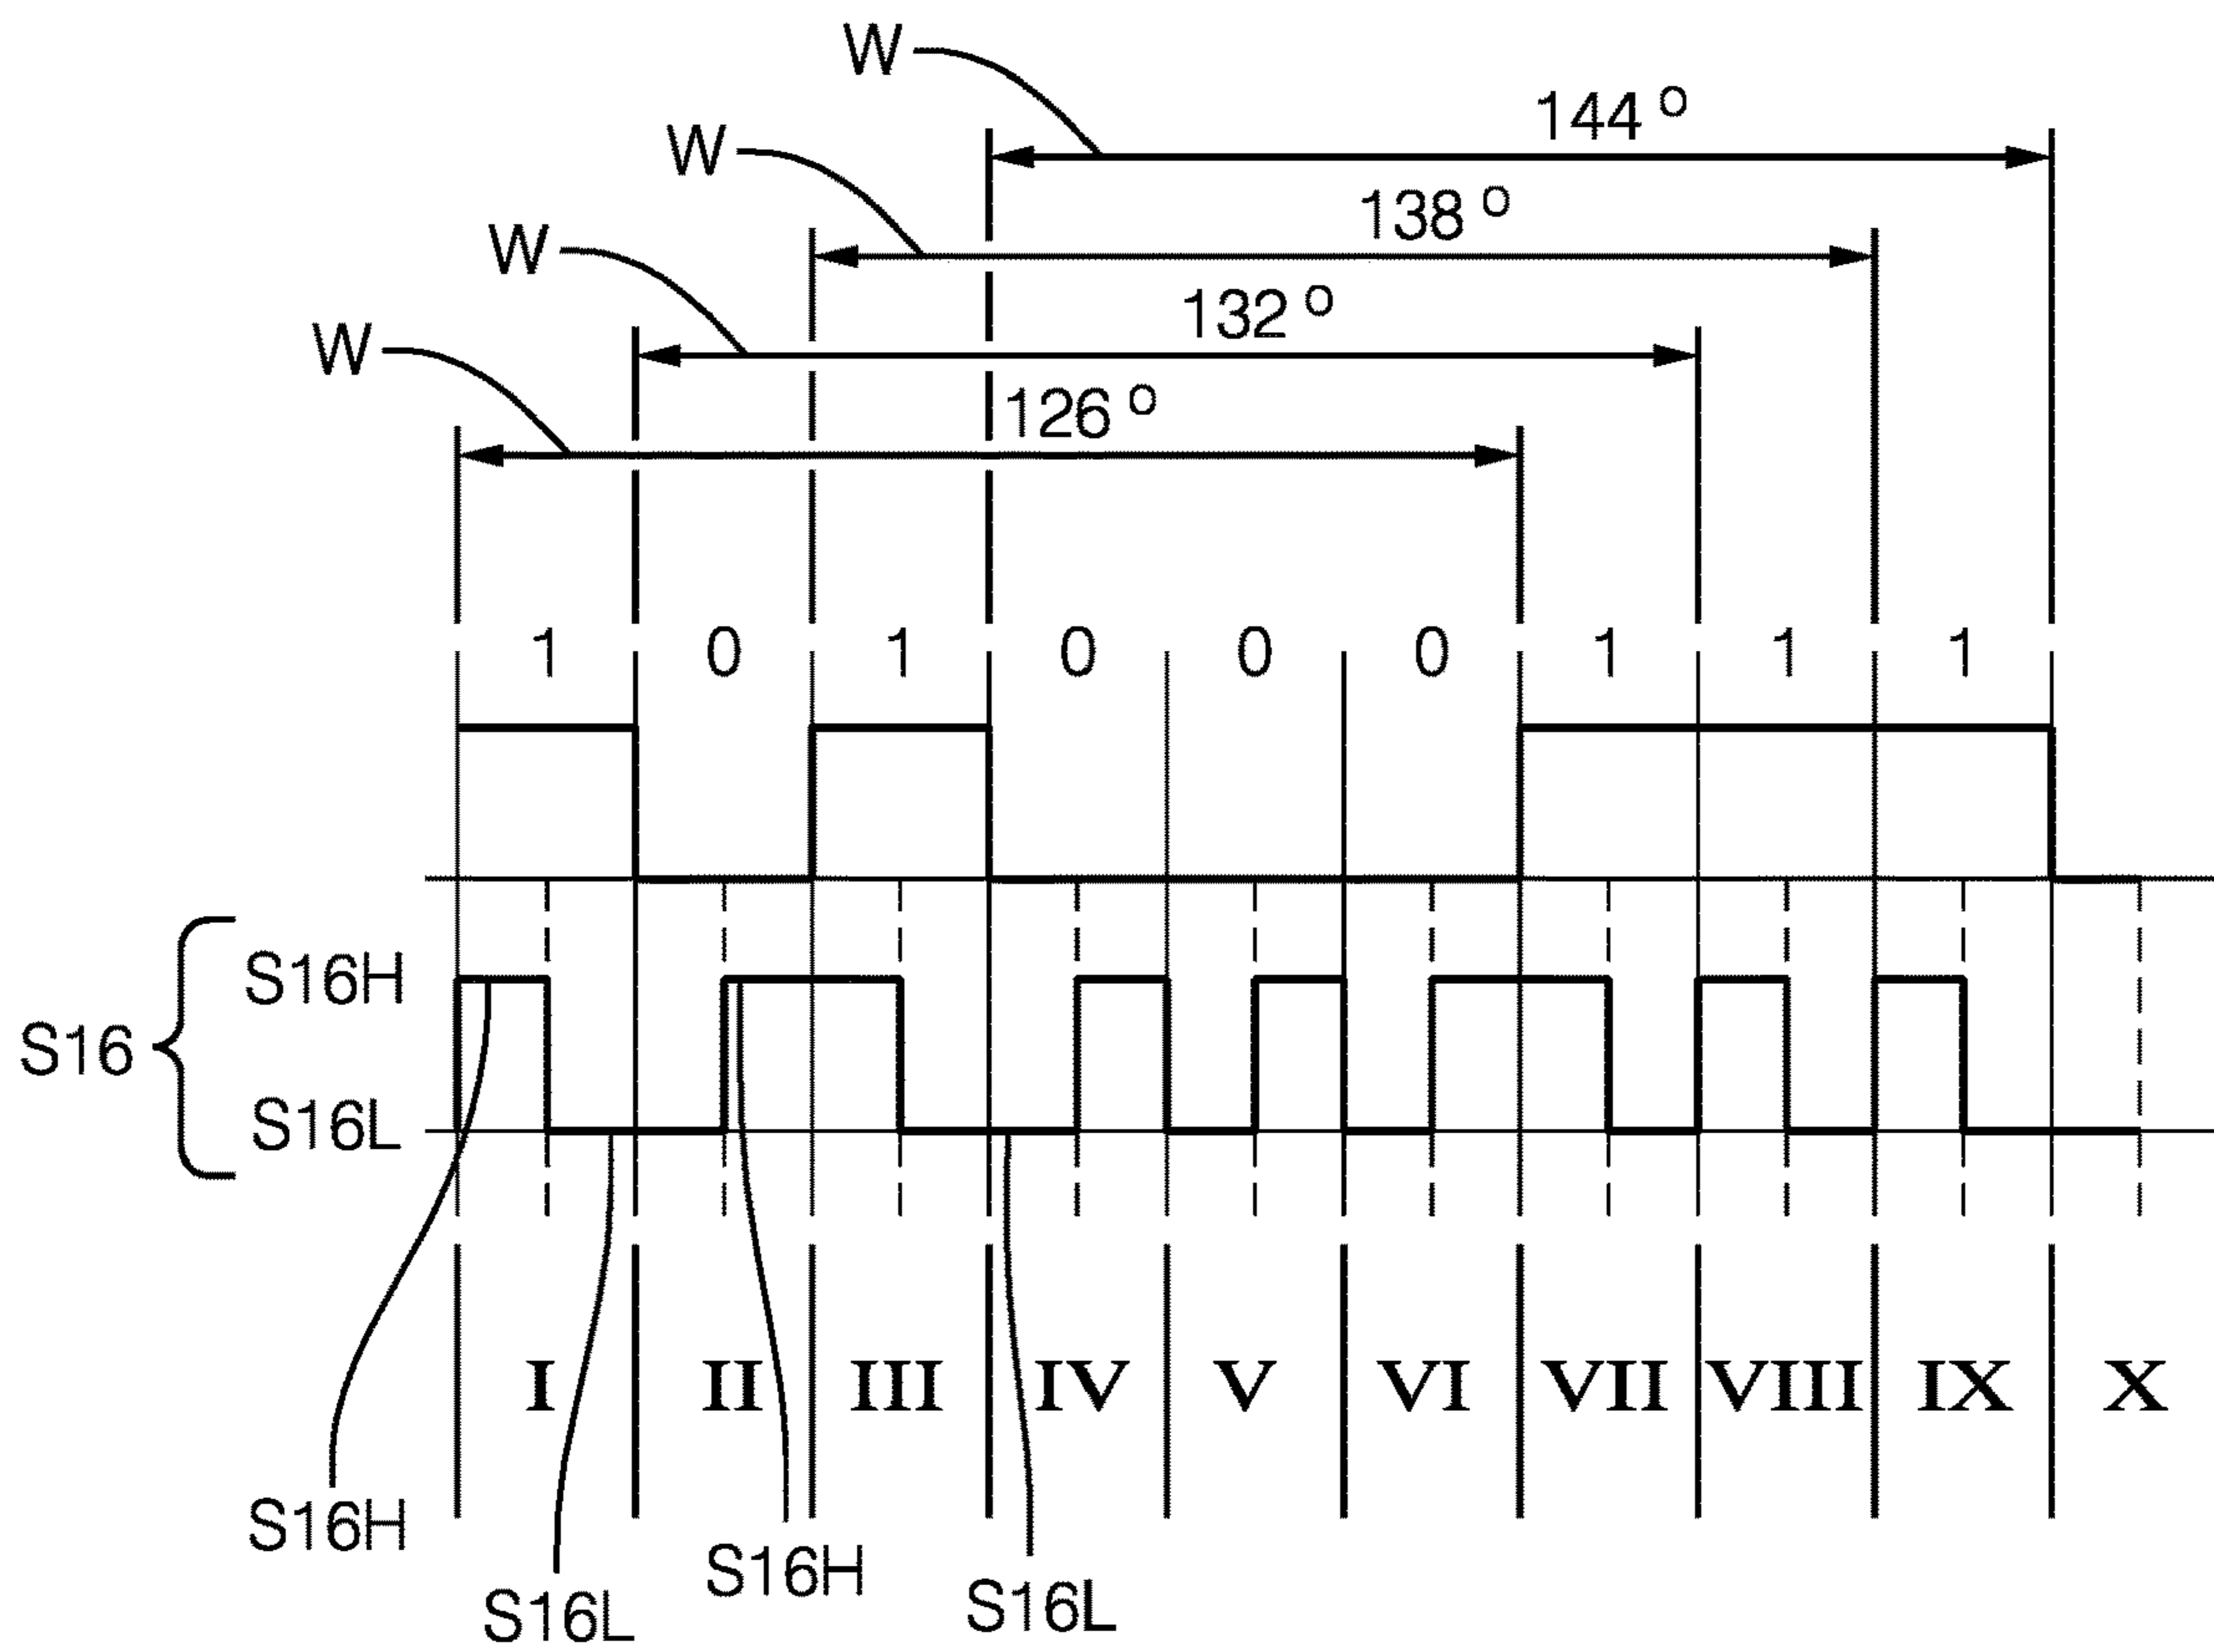 W
144°
W
138°
W
132°
W
126°
1 0 1 0 0 0 1 1 1
S16H
S16
S16L
I II III IV V VI VII VIII IX X
S16H
S16H
S16L
S16L